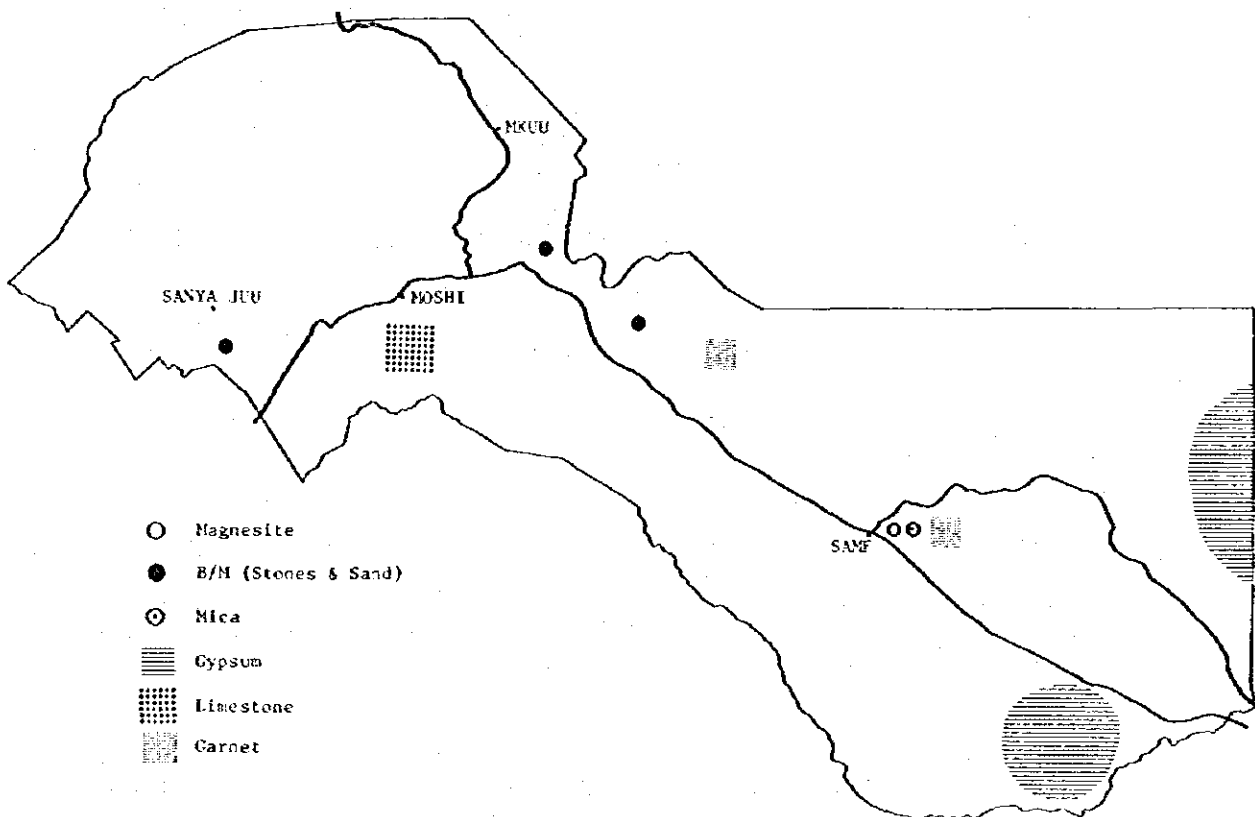 MKUU
SANYA JUU
MOSHI
SAME
Magnesite
B/M (Stones & Sand)
Mica
Gypsum
Limestone
Garnet